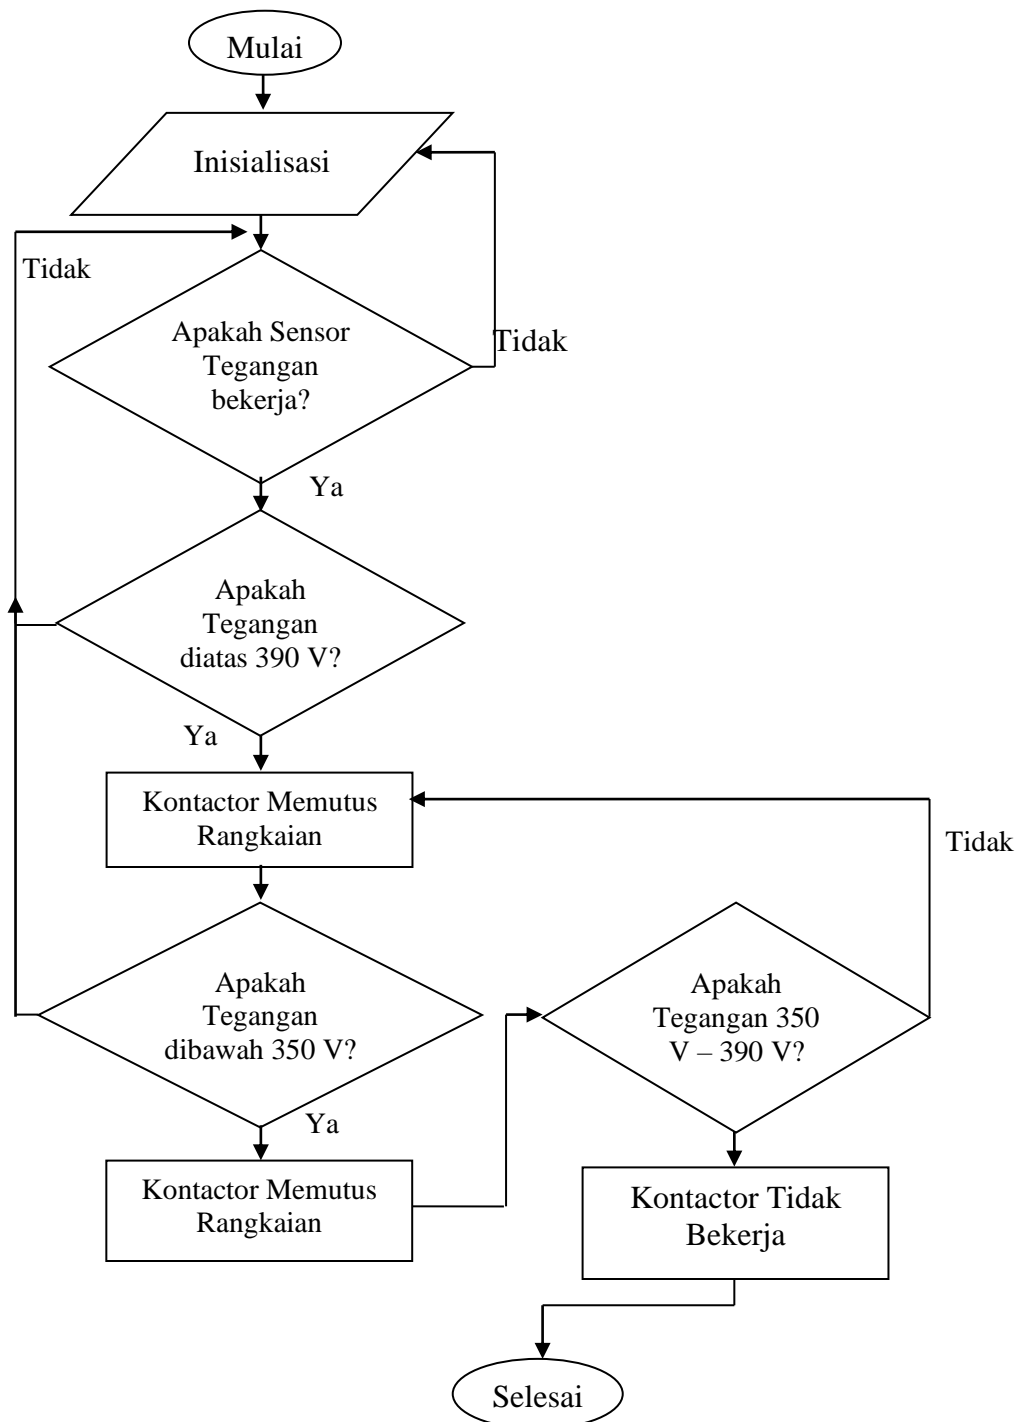 Mulai
Inisialisasi
Tidak
Apakah Sensor
Tegangan
bekerja?
Tidak
Ya
Apakah
Tegangan
diatas 390 V?
Ya
Kontactor Memutus
Rangkaian
Tidak
Apakah
Tegangan
dibawah 350 V?
Apakah
Tegangan 350
V – 390 V?
Ya
Kontactor Memutus
Rangkaian
Kontactor Tidak
Bekerja
Selesai